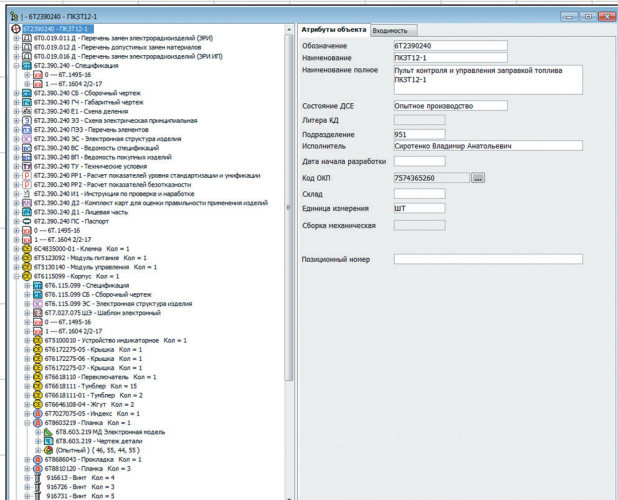 | - 6Т2390240 - ПКЗТ12-1
6Т2390240 - ПКЗТ12-1
6Т0.019.011 Д - Перечень замен электрорадиоизделий (ЭРИ)
6Т0.019.012 Д - Перечень допустимых замен материалов
6Т0.019.016 Д - Перечень замен электрорадиоизделий (ЭРИ ИП)
6Т2.390.240 - Спецификация
0 --- 6Т.1495-16
1 --- 6Т.1604 2/2-17
6Т2.390.240 СБ - Сборочный чертеж
6Т2.390.240 ГЧ - Габаритный чертеж
6Т2.390.240 Е1 - Схема деления
6Т2.390.240 Э3 - Схема электрическая принципиальная
6Т2.390.240 ПЭ3 - Перечень элементов
6Т2.390.240 ЭС - Электронная структура изделия
6Т2.390.240 ВС - Ведомость спецификаций
6Т2.390.240 ВП - Ведомость покупных изделий
6Т2.390.240 ТУ - Технические условия
6Т2.390.240 РР1 - Расчет показателей уровня стандартизации и унификации
6Т2.390.240 РР2 - Расчет показателей безотказности
6Т2.390.240 И1 - Инструкция по проверке и наработке
6Т2.390.240 Д2 - Комплект карт для оценки правильности применения изделий
6Т2.390.240 Д1 - Лицевая часть
6Т2.390.240 ПС - Паспорт
0 --- 6Т.1495-16
1 --- 6Т.1604 2/2-17
6С4835000-01 - Клемма Кол = 1
6Т5123092 - Модуль питания Кол = 1
6Т5130140 - Модуль управления Кол = 1
6Т6115099 - Корпус Кол = 1
6Т6.115.099 - Спецификация
6Т6.115.099 СБ - Сборочный чертеж
6Т6.115.099 ЭС - Электронная структура изделия
6Т7.027.075 ШЭ - Шаблон электронный
0 --- 6Т.1495-16
1 --- 6Т.1604 2/2-17
6Т5100010 - Устройство индикаторное Кол = 1
6Т6172275-05 - Крышка Кол = 1
6Т6172275-06 - Крышка Кол = 1
6Т6172275-07 - Крышка Кол = 1
6Т6618110 - Переключатель Кол = 1
6Т6618111 - Тумблер Кол = 15
6Т6618111-01 - Тумблер Кол = 2
6Т6646108-04 - Жгут Кол = 2
6Т7027075-05 - Индекс Кол = 1
6Т8603219 - Планка Кол = 1
6Т8.603.219 МД Электронная модель
6Т8.603.219 - Чертеж детали
(Опытный) { 46, 55, 44, 55 }
6Т8686043 - Прокладка Кол = 1
6Т8810120 - Планка Кол = 3
916613 - Винт Кол = 4
916726 - Винт Кол = 3
916731 - Винт Кол = 5
Атрибуты объекта Входимость
Обозначение 6Т2390240
Наименование ПКЗТ12-1
Наименование полное Пульт контроля и управления заправкой топлива
ПКЗТ12-1
Состояние ДСЕ Опытное производство
Литера КД
Подразделение 951
Исполнитель Сиротенко Владимир Анатольевич
Дата начала разработки
Код ОКП 7574365260 ...
Склад
Единица измерения ШТ
Сборка механическая
Позиционный номер